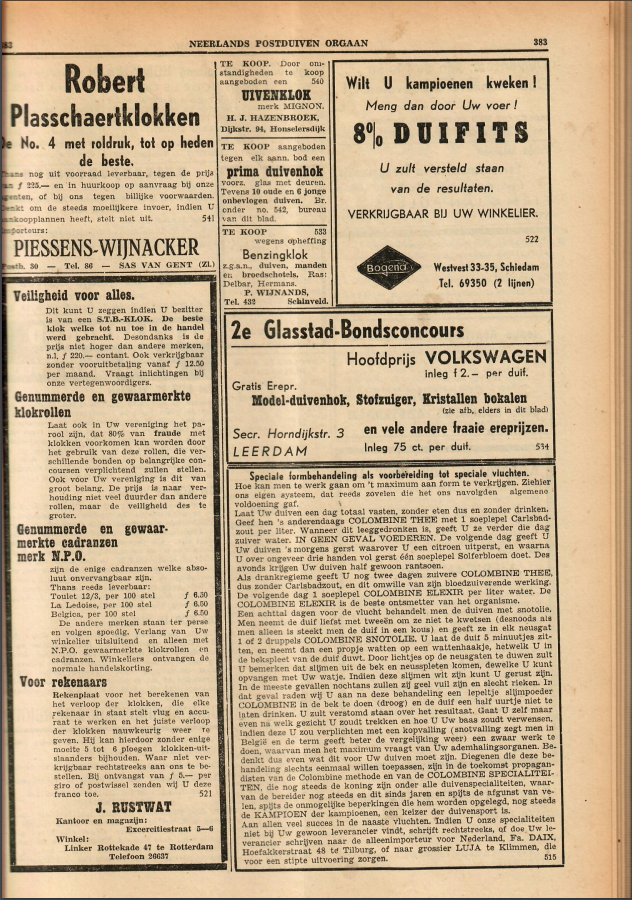 NEERLANDS POSTDUIVEN ORGAAN
383
Robert
Plasschaertklokken
De No. 4 met roldruk, tot op heden
de beste.
Thans nog uit voorraad leverbaar, tegen de prijs
van ƒ 225.— en in huurkoop op aanvraag bij onze
agenten, of bij ons tegen billijke voorwaarden.
Denkt om de steeds moeilijkere invoer, indien U
aankoopplannen heeft, stelt niet uit. 541
Importeurs:
PIESSENS-WIJNACKER
Postb. 30 — Tel. 86 — SAS VAN GENT (Zl.)
Veiligheid voor alles.
Dit kunt U zeggen indien U bezitter
is van een S.T.B.-KLOK. De beste
klok welke tot nu toe in de handel
werd gebracht. Desondanks is de
prijs niet hoger dan andere merken,
n.l. ƒ 220.— contant. Ook verkrijgbaar
zonder vooruitbetaling vanaf ƒ 12.50
per maand. Vraagt inlichtingen bij
onze vertegenwoordigers.
Genummerde en gewaarmerkte
klokrollen
Laat ook in Uw vereniging het pa-
rool zijn, dat 80% van fraude met
klokken voorkomen kan worden door
het gebruik van deze rollen, die ver-
schillende bonden op belangrijke con-
coursen verplichtend zullen stellen.
Ook voor Uw vereniging is dit van
groot belang. De prijs is naar ver-
houding niet veel duurder dan andere
rollen, maar de veiligheid des te
groter.
Genummerde en gewaar-
merkte cadranzen
merk N.P.O.
zijn de enige cadranzen welke abso-
luut onvervangbaar zijn.
Thans reeds leverbaar:
Toulet 12/3, per 100 stel ƒ 6.30
La Ledoise, per 100 stel ƒ 6.50
Belgica, per 100 stel ƒ 6.50
De andere merken staan ter perse
en volgen spoedig. Verlang van Uw
winkelier uitsluitend en alleen met
N.P.O. gewaarmerkte klokrollen en
cadranzen. Winkeliers ontvangen de
normale handelskorting.
Voor rekenaars
Rekenplaat voor het berekenen van
het verloop der klokken, die elke
rekenaar in staat stelt vlug en accu-
raat te werken en het juiste verloop
der klokken nauwkeurig weer te
geven. Hij kan hierdoor zonder enige
moeite 5 tot 6 ploegen klokken-uit-
slaanders bijhouden. Waar niet ver-
krijgbaar rechtstreeks aan ons te be-
stellen. Bij ontvangst van ƒ 5.— per
giro of postwissel zenden wij U deze
franco toe. 521
J. RUSTWAT
Kantoor en magazijn:
Excercitiestraat 5—6
Winkel:
Linker Rottekade 47 te Rotterdam
Telefoon 26637
TE KOOP. Door om-
standigheden te koop
aangeboden een 540
UIVENKLOK
merk MIGNON.
H. J. HAZENBROEK,
Dijkstr. 94, Honselersdijk
TE KOOP aangeboden
tegen elk aann. bod een
prima duivenhok
voorz. glas met deuren.
Tevens 10 oude en 6 jonge
onbevlogen duiven. Br.
onder no. 542, bureau
van dit blad.
TE KOOP 533
wegens opheffing
Benzingklok
z.g.a.n., duiven, manden
en broedschotels. Ras:
Delbar, Hermans.
P. WIJNANDS,
Tel. 432 Schinveld.
Wilt U kampioenen kweken!
Meng dan door Uw voer!
8% DUIFITS
U zult versteld staan
van de resultaten.
VERKRIJGBAAR BIJ UW WINKELIER.
522
Bogena
Westvest 33-35, Schiedam
Tel. 69350 (2 lijnen)
2e Glasstad-Bondsconcours
Hoofdprijs VOLKSWAGEN
inleg f 2.— per duif.
Gratis Erepr.
Model-duivenhok, Stofzuiger, Kristallen bokalen
(zie afb. elders in dit blad)
Secr. Horndijkstr. 3 en vele andere fraaie ereprijzen.
LEERDAM Inleg 75 ct. per duif. 534
Speciale formbehandeling als voorbereiding tot speciale vluchten.
Hoe kan men te werk gaan om 't maximum aan form te verkrijgen. Ziehier
ons eigen systeem, dat reeds zovelen die het ons navolgden algemene
voldoening gaf.
Laat Uw duiven een dag totaal vasten, zonder eten dus en zonder drinken.
Geef hen 's anderendaags COLOMBINE THEE met 1 soeplepel Carlsbad-
zout per liter. Wanneer dit leeggedronken is, geeft U ze verder die dag
zuiver water. IN GEEN GEVAL VOEDEREN. De volgende dag geeft U
Uw duiven 's morgens gerst waarover U een citroen uitperst, en waarna
U over ongeveer drie handen vol gerst één soeplepel Solferbloem doet. Des
avonds krijgen Uw duiven half gewoon rantsoen.
Als drankregieme geeft U nog twee dagen zuivere COLOMBINE THEE,
dus zonder Carlsbadzout, en dit omwille van zijn bloedzuiverende werking.
De volgende dag 1 soeplepel COLOMBINE ELEXIR per liter water. De
COLOMBINE ELEXIR is de beste ontsmetter van het organisme.
Een achttal dagen voor de vlucht behandelt men de duiven met snotolie.
Men neemt de duif liefst met tweeën om ze niet te kwetsen (desnoods als
men alleen is steekt men de duif in een kous) en geeft ze in elk neusgat
1 of 2 druppels COLOMBINE SNOTOLIE. U laat de duif 5 minuutjes zit-
ten, en neemt dan een propje watten op een wattenhaakje, hetwelk U in
de bekspleet van de duif duwt. Door lichtjes op de neusgaten te duwen zult
U bemerken dat slijmen uit de bek en neusspleten komen, dewelke U kunt
opvangen met Uw watje. Indien deze slijmen wit zijn kunt U gerust zijn.
In de meeste gevallen nochtans zullen zij geel vuil zijn en slecht rieken. In
dat geval raden wij U aan na deze behandeling een lepeltje slijmpoeder
COLOMBINE in de bek te doen (droog) en de duif een half uurtje niet te
laten drinken. U zult verstomd staan over het resultaat. Gaat U zelf maar
even na welk gezicht U zoudt trekken en hoe U Uw baas zoudt verwensen,
indien deze U zou verplichten met een kopvalling (snotvalling zegt men in
België en de term geeft beter de vergelijking weer) een zwaar werk te
doen, waarvan men het maximum vraagt van Uw ademhalingsorganen. Be-
denkt dus even wat dit voor Uw duiven moet zijn. Diegenen die deze be-
handeling slechts eenmaal willen toepassen, zijn in de toekomst propagan-
disten van de Colombine methode en van de COLOMBINE SPECIALITEI-
TEN, die nog steeds de koning zijn onder alle duivenspecialiteiten, waar-
van de bereider nog steeds en dit sinds jaren en spijts de afgunst van ve-
len, spijts de onmogelijke beperkingen die hem worden opgelegd, nog steeds
de KAMPIOEN der kampioenen, een keizer der duivensport is.
Aan allen veel succes in de naaste vluchten. Indien U onze specialiteiten
niet bij Uw gewoon leverancier vindt, schrijft rechtstreeks, of doe Uw le-
verancier schrijven naar de alleenimporteur voor Nederland, Fa. DAIX,
Hoefakkerstraat 48 te Tilburg, of naar grossier LUJA te Klimmen, die
voor een stipte uitvoering zorgen. 515